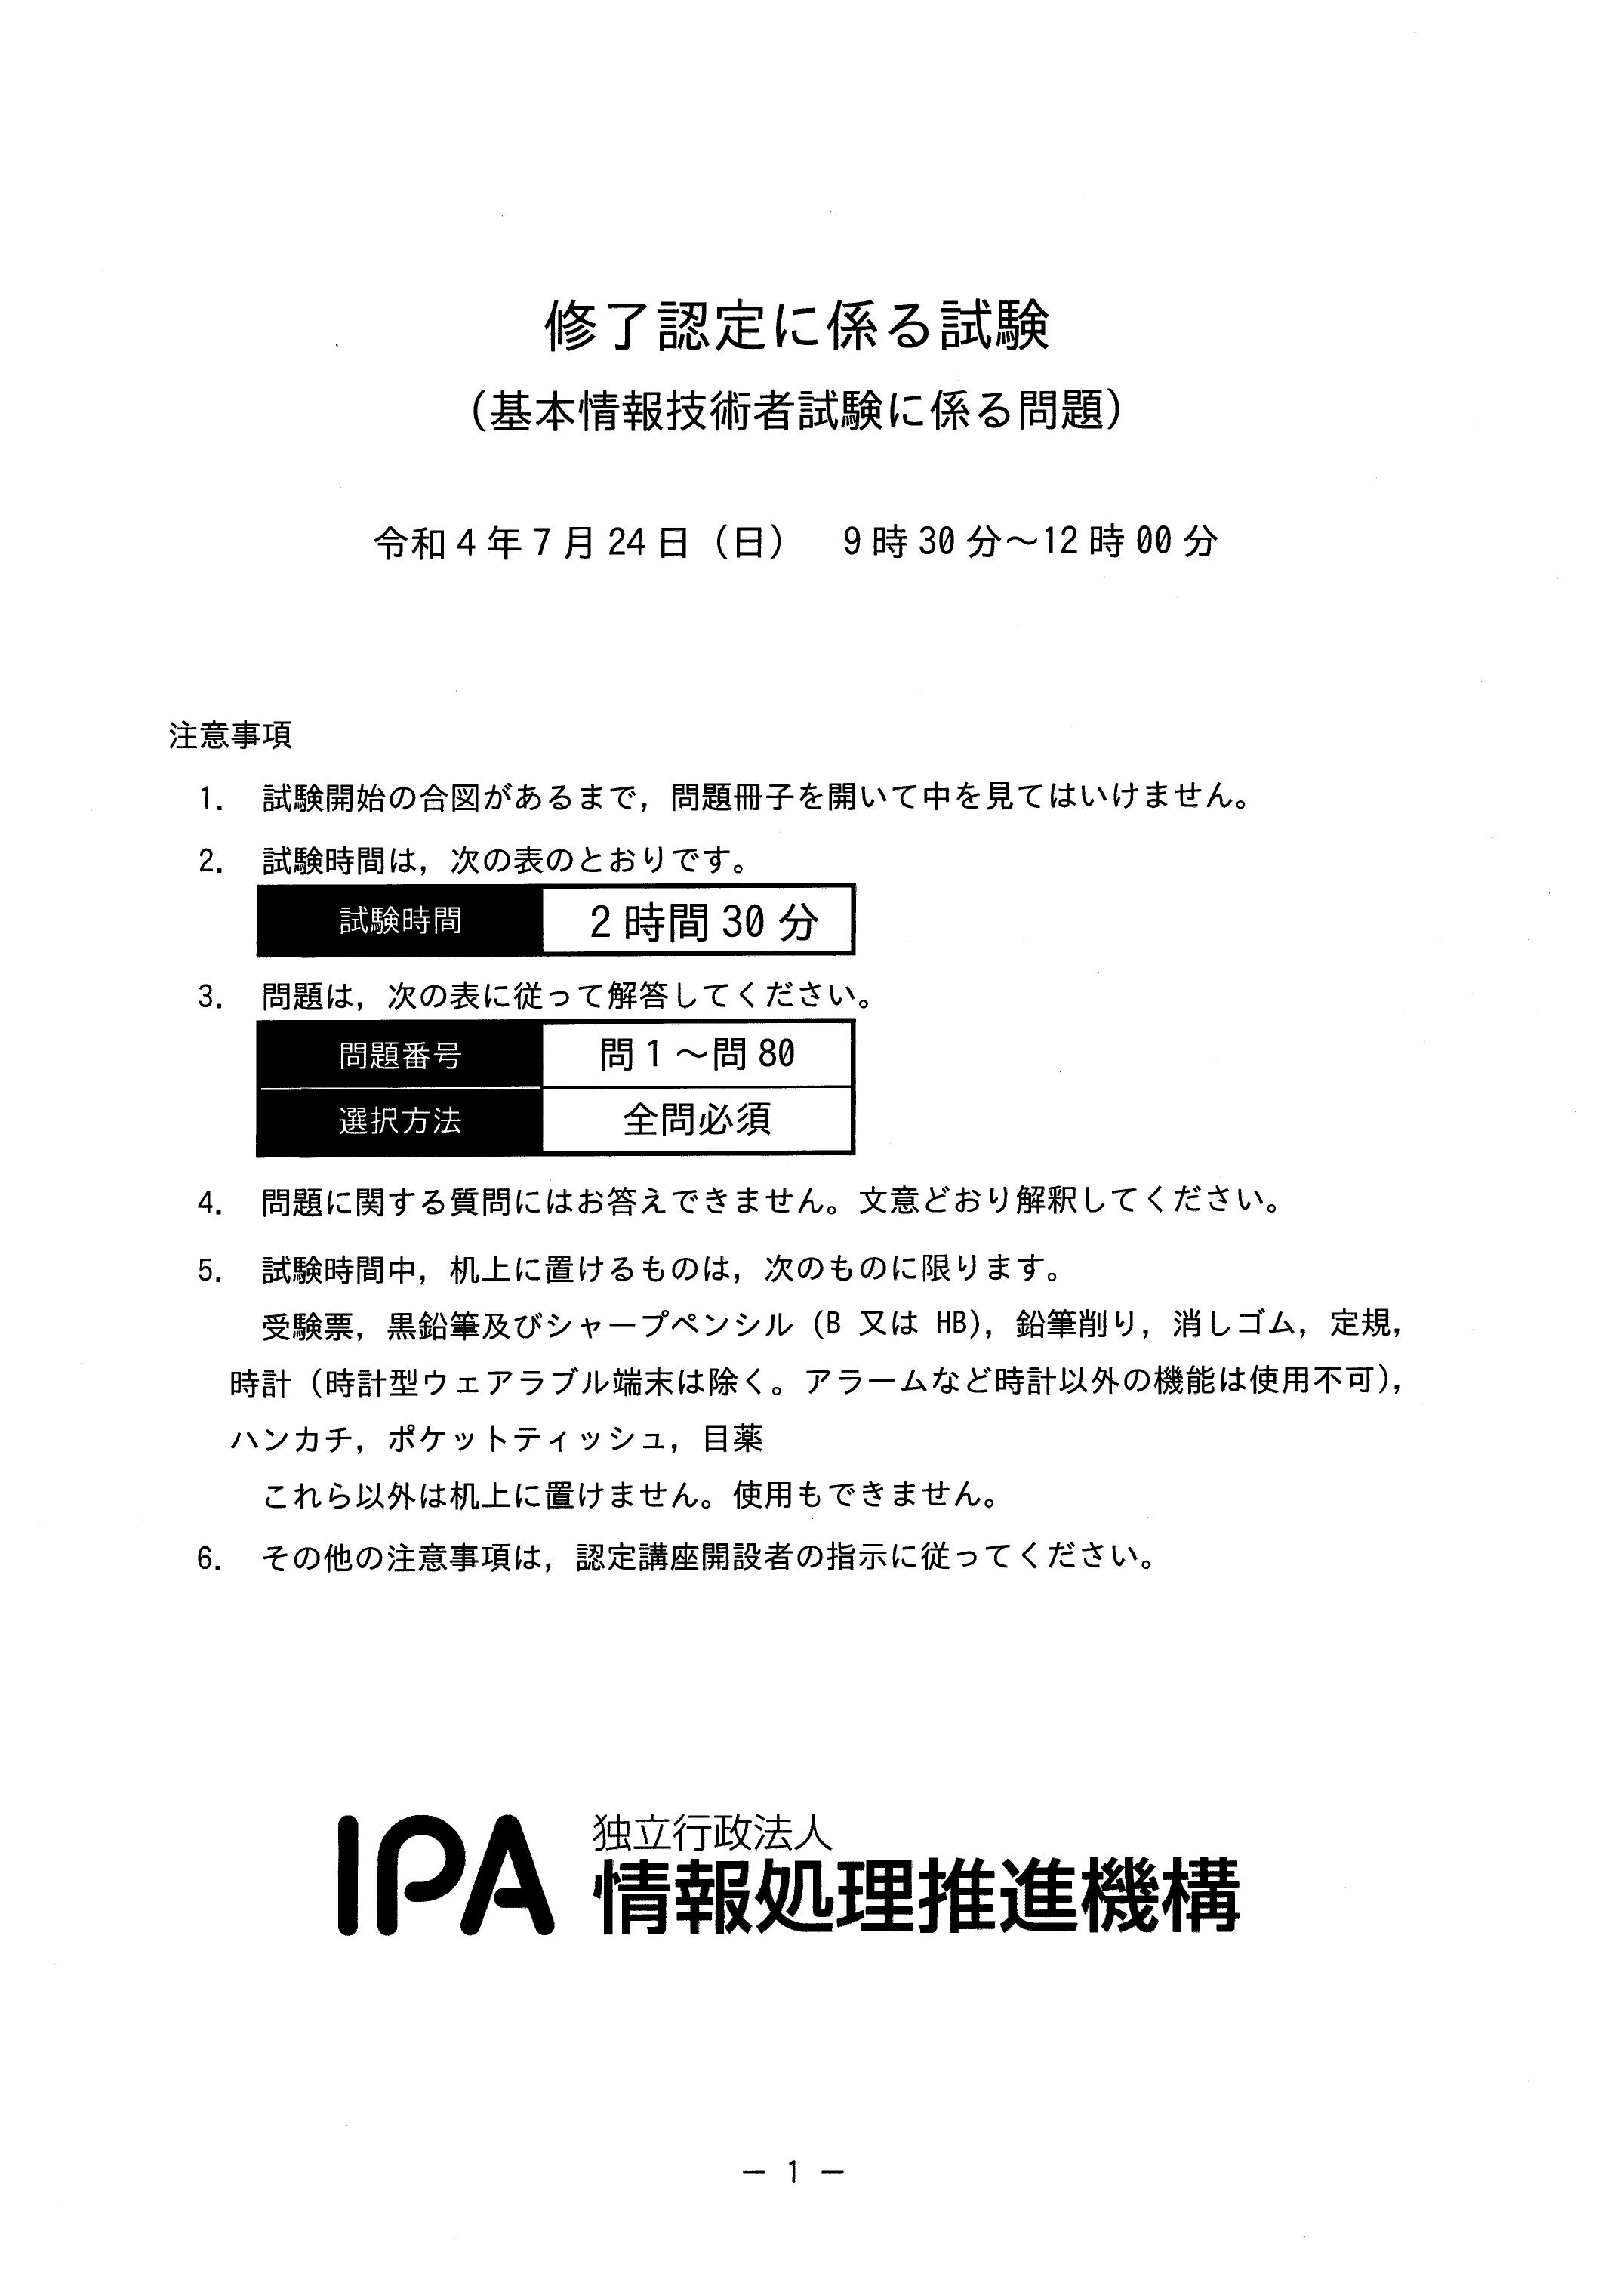 修了認定に係る試験
（基本情報技術者試験に係る問題）
令和４年７月24日（日）　９時30分～12時00分
注意事項
1.　試験開始の合図があるまで，問題冊子を開いて中を見てはいけません。
2.　試験時間は，次の表のとおりです。
試験時間　２時間30分
3.　問題は，次の表に従って解答してください。
問題番号　問１～問80
選択方法　全問必須
4.　問題に関する質問にはお答えできません。文意どおり解釈してください。
5.　試験時間中，机上に置けるものは，次のものに限ります。
受験票，黒鉛筆及びシャープペンシル（B 又は HB），鉛筆削り，消しゴム，定規，
時計（時計型ウェアラブル端末は除く。アラームなど時計以外の機能は使用不可），
ハンカチ，ポケットティッシュ，目薬
これら以外は机上に置けません。使用もできません。
6.　その他の注意事項は，認定講座開設者の指示に従ってください。
IPA
独立行政法人
情報処理推進機構
－ 1 －